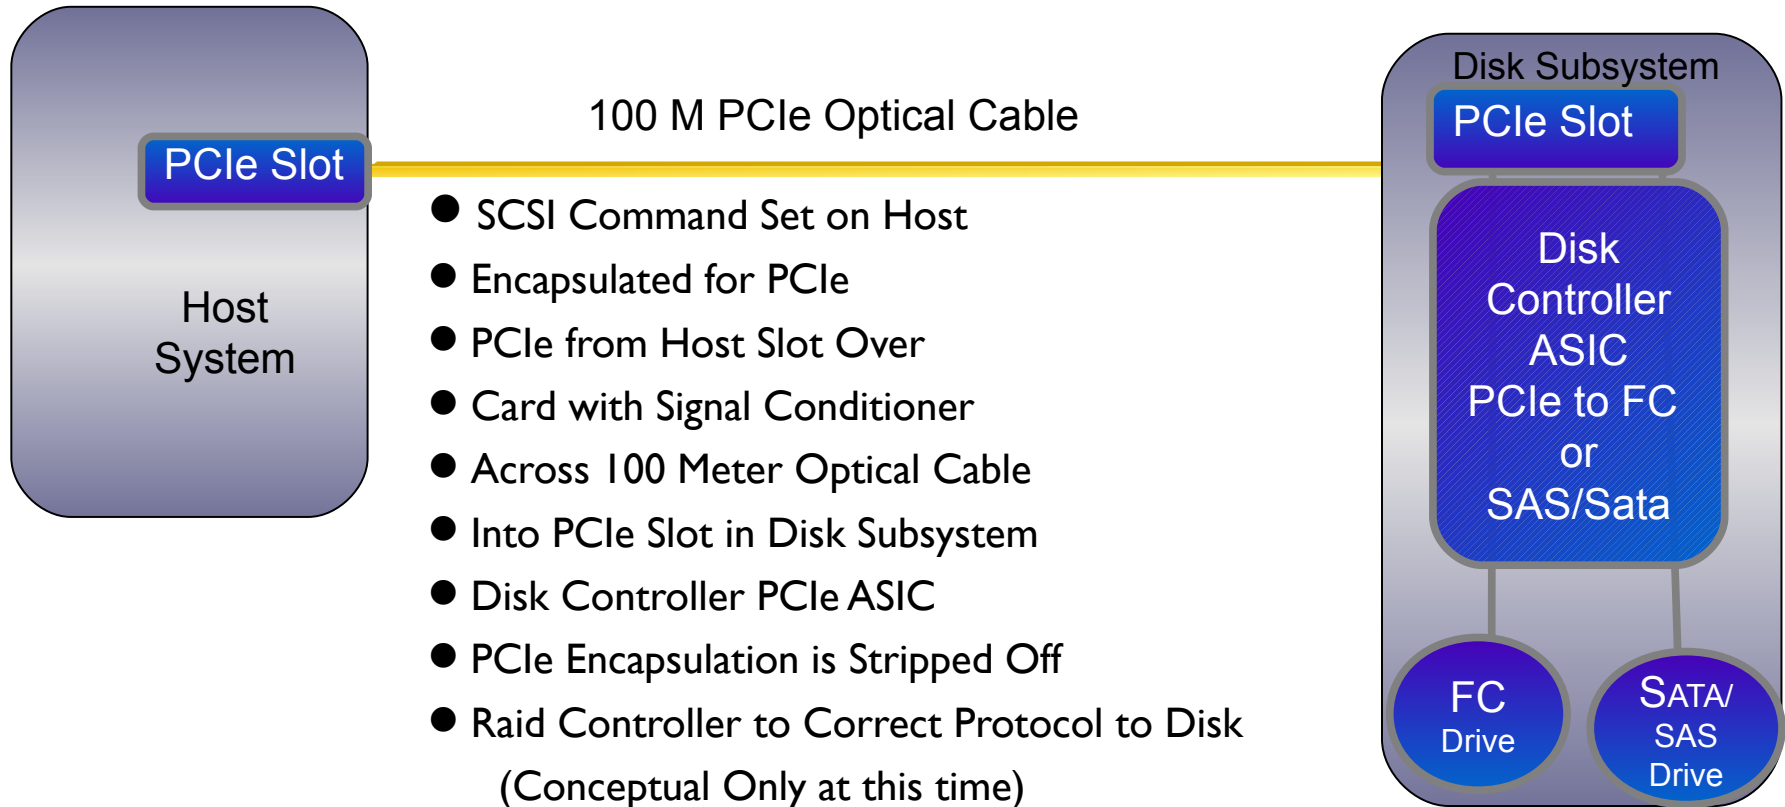 PCIe Slot
Host
System
100 M PCIe Optical Cable
● SCSI Command Set on Host
● Encapsulated for PCIe
● PCIe from Host Slot Over
● Card with Signal Conditioner
● Across 100 Meter Optical Cable
● Into PCIe Slot in Disk Subsystem
● Disk Controller PCIe ASIC
● PCIe Encapsulation is Stripped Off
● Raid Controller to Correct Protocol to Disk
(Conceptual Only at this time)
Disk Subsystem
PCIe Slot
Disk
Controller
ASIC
PCIe to FC
or
SAS/Sata
FC
Drive
SATA/
SAS
Drive